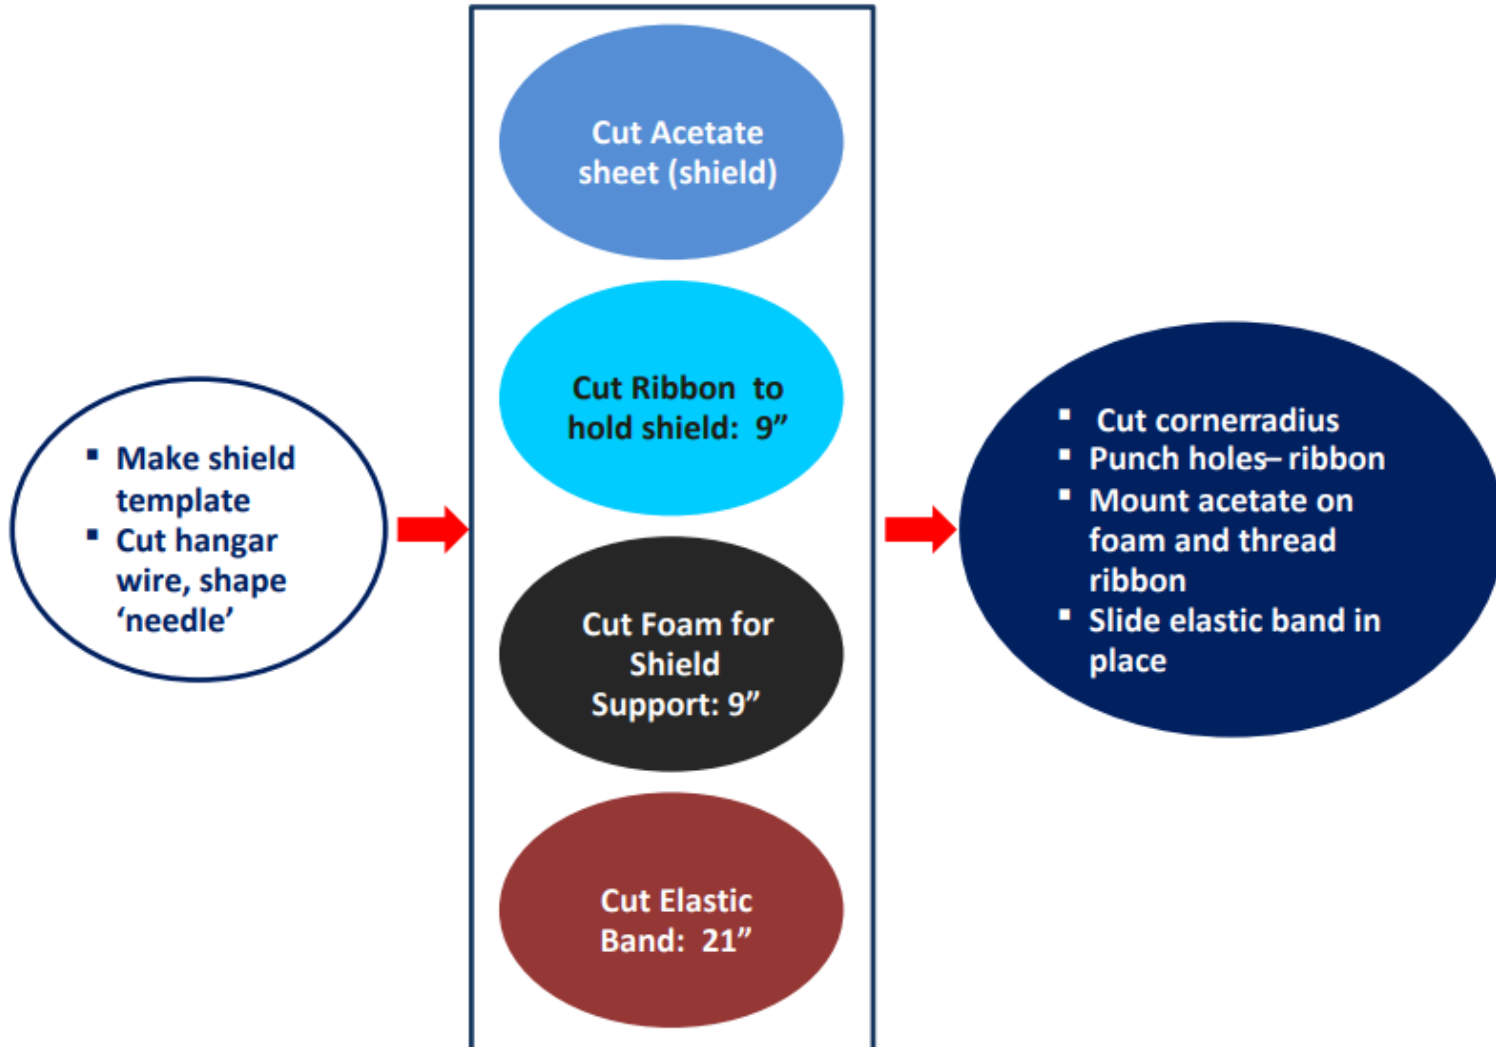 ▪ Make shield
template
▪ Cut hangar
wire, shape
‘needle’
Cut Acetate
sheet (shield)
Cut Ribbon to
hold shield: 9”
Cut Foam for
Shield
Support: 9”
Cut Elastic
Band: 21”
▪ Cut cornerradius
▪ Punch holes– ribbon
▪ Mount acetate on
foam and thread
ribbon
▪ Slide elastic band in
place